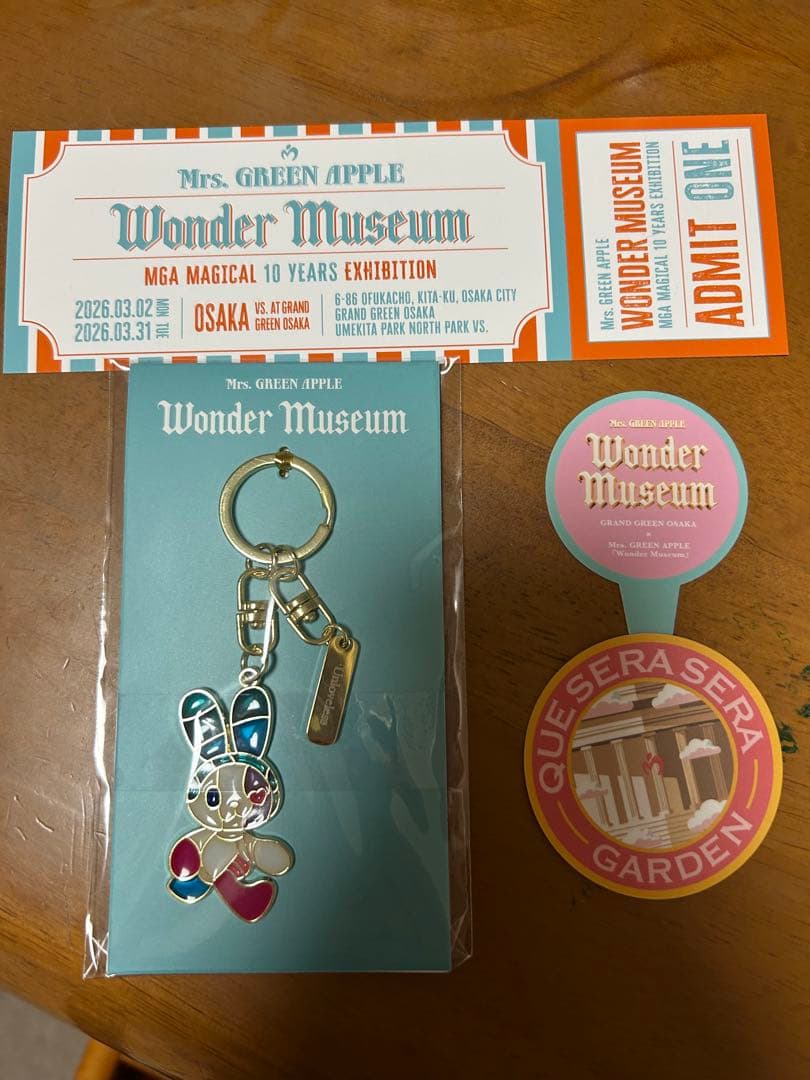 Mrs. GREEN APPLE
Wonder Museum
MGA MAGICAL 10 YEARS EXHIBITION
2026.03.02 MON
2026.03.31 TUE
OSAKA VS. AT GRAND GREEN OSAKA
6-86 OFUKACHO, KITA-KU, OSAKA CITY
GRAND GREEN OSAKA
UMEKITA PARK NORTH PARK VS.
Mrs. GREEN APPLE
WONDER MUSEUM
MGA MAGICAL 10 YEARS EXHIBITION
ADMIT ONE
Mrs. GREEN APPLE
Wonder Museum
Mrs. GREEN APPLE
Wonder
Museum
GRAND GREEN OSAKA
×
Mrs. GREEN APPLE
「Wonder Museum」
QUE SERA SERA
GARDEN